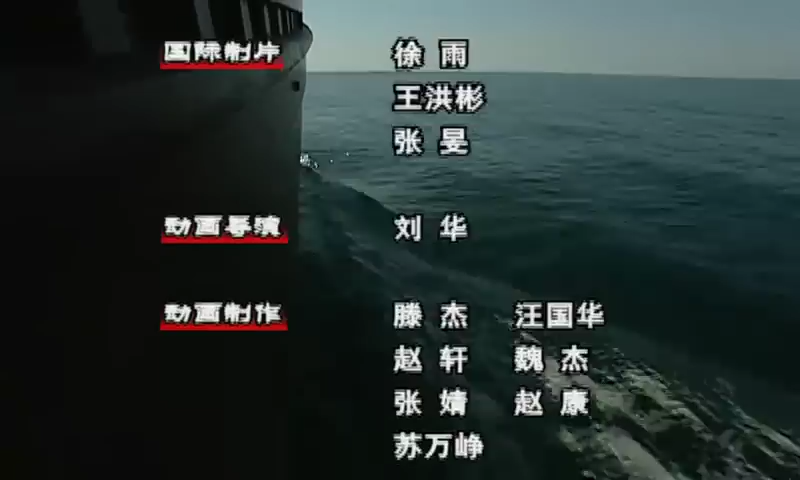 国际制片 徐雨
王洪彬
张旻
动画导演 刘华
动画制作 滕杰 汪国华
赵轩 魏杰
张婧 赵康
苏万峥